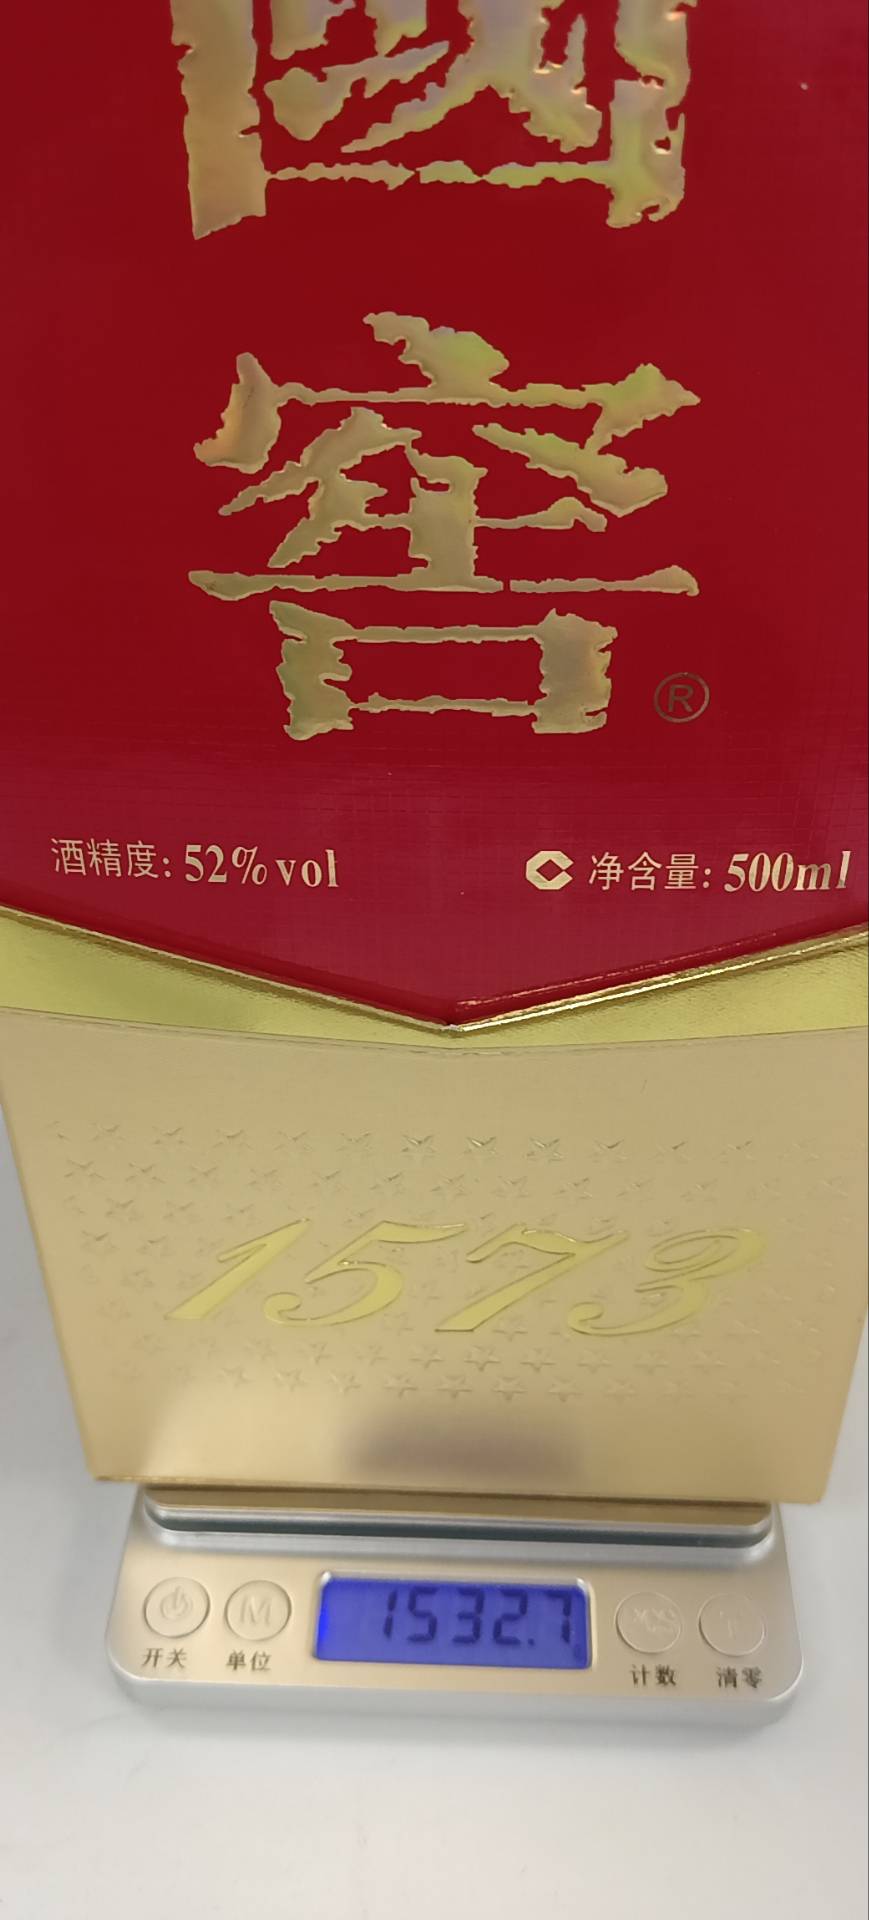 國
窖
®
酒精度: 52%vol
净含量: 500ml
1573
M
1532.7
T
开关
单位
计数
清零